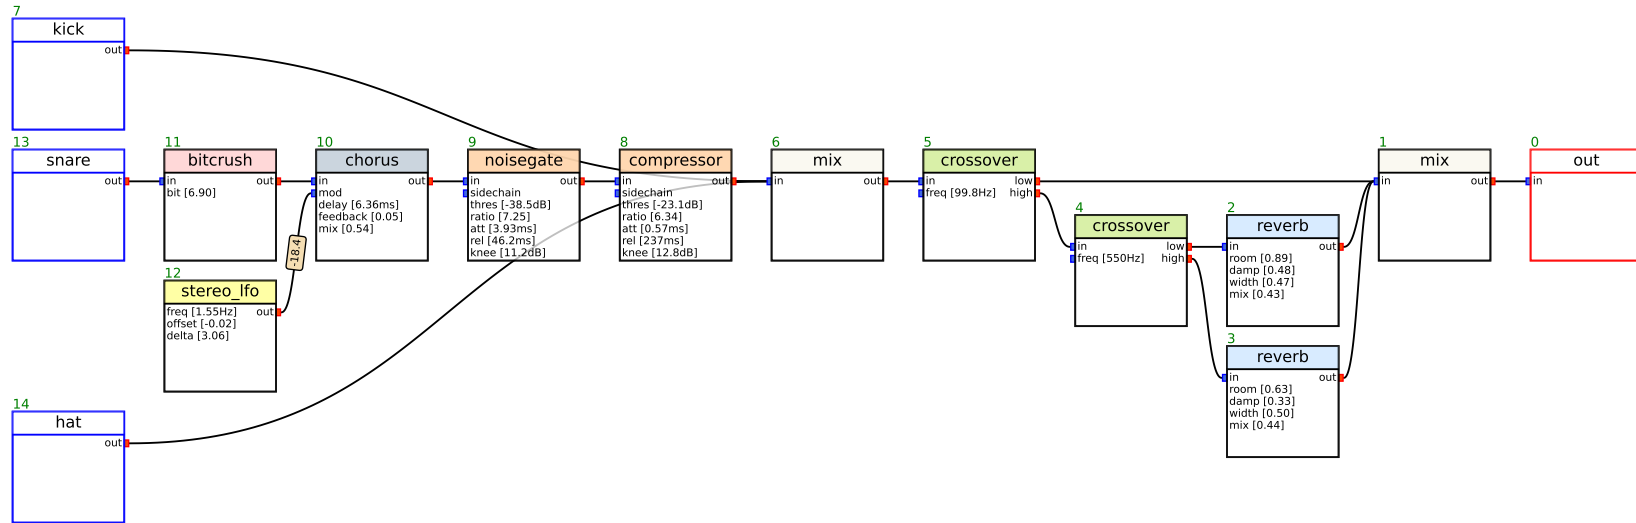 7
kick
out
13
snare
out
11
bitcrush
in out
bit [6.90]
10
chorus
in out
mod
delay [6.36ms]
feedback [0.05]
mix [0.54]
9
noisegate
in out
sidechain
thres [-38.5dB]
ratio [7.25]
att [3.93ms]
rel [46.2ms]
knee [11.2dB]
8
compressor
in out
sidechain
thres [-23.1dB]
ratio [6.34]
att [0.57ms]
rel [237ms]
knee [12.8dB]
6
mix
in out
5
crossover
in low
freq [99.8Hz] high
1
mix
in out
0
out
in
4
crossover
in low
freq [550Hz] high
2
reverb
in out
room [0.89]
damp [0.48]
width [0.47]
mix [0.43]
-18.4
12
stereo_lfo
freq [1.55Hz] out
offset [-0.02]
delta [3.06]
3
reverb
in out
room [0.63]
damp [0.33]
width [0.50]
mix [0.44]
14
hat
out